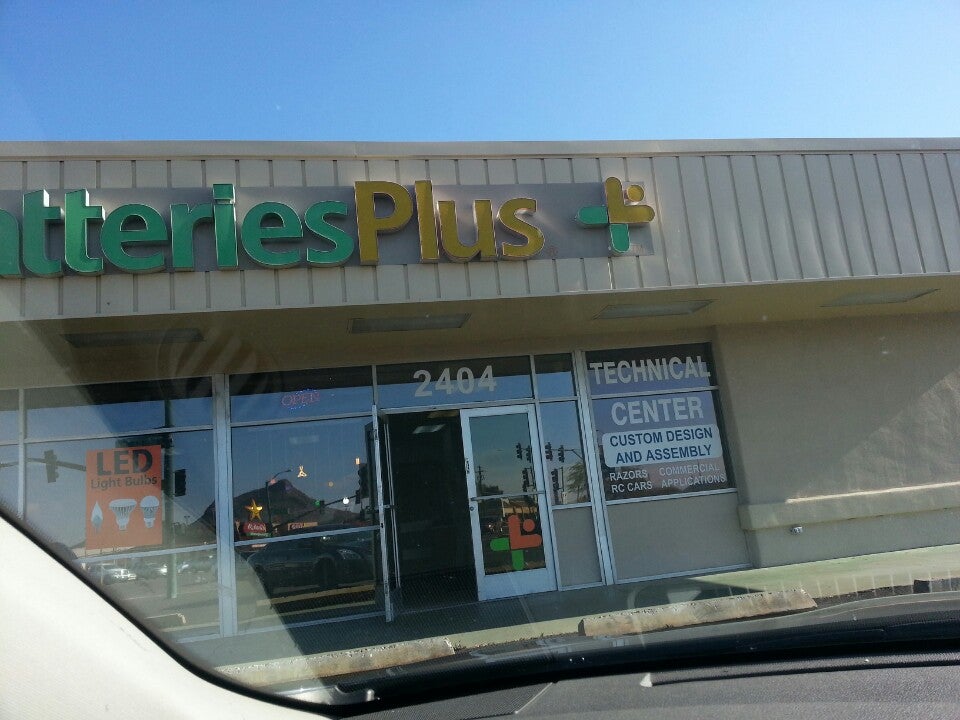 atteriesPlus
2404
OPEN
TECHNICAL
CENTER
CUSTOM DESIGN
AND ASSEMBLY
RAZORS COMMERCIAL
RC CARS APPLICATIONS
LED
Light Bulbs